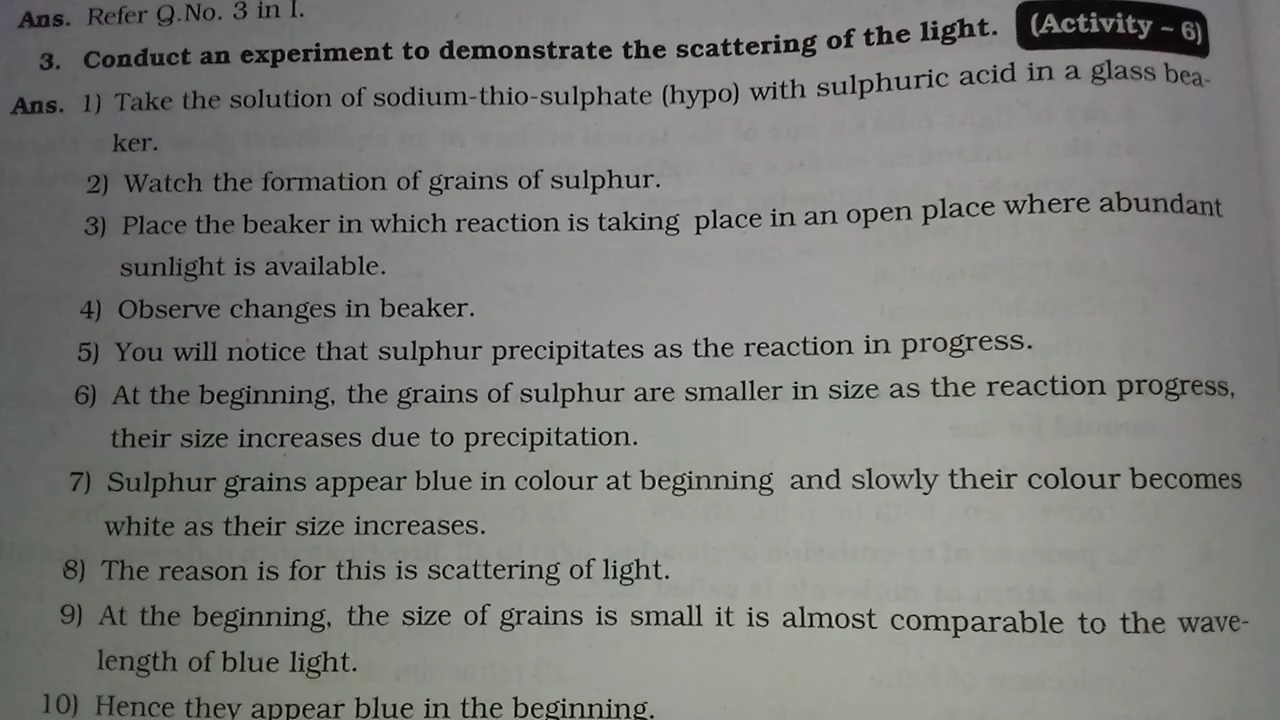 Ans. Refer Q.No. 3 in I.
3. Conduct an experiment to demonstrate the scattering of the light. (Activity - 6)
Ans. 1) Take the solution of sodium-thio-sulphate (hypo) with sulphuric acid in a glass bea-
ker.
2) Watch the formation of grains of sulphur.
3) Place the beaker in which reaction is taking place in an open place where abundant
sunlight is available.
4) Observe changes in beaker.
5) You will notice that sulphur precipitates as the reaction in progress.
6) At the beginning, the grains of sulphur are smaller in size as the reaction progress,
their size increases due to precipitation.
7) Sulphur grains appear blue in colour at beginning and slowly their colour becomes
white as their size increases.
8) The reason is for this is scattering of light.
9) At the beginning, the size of grains is small it is almost comparable to the wave-
length of blue light.
10) Hence they appear blue in the beginning.